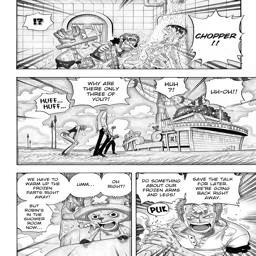 !?
CHOPPER
!!
WHY ARE
THERE ONLY
THREE OF
YOU?!
HUH
?!
UH-OH!!
HUFF...
HUFF...
WE HAVE TO
WARM UP THE
FROZEN
PARTS RIGHT
AWAY!
BUT
ROBIN'S
IN THE
SHOWER
ROOM
NOW...
UMM...
OH
RIGHT!
DO SOMETHING
ABOUT OUR
FROZEN ARMS
AND LEGS!
SAVE THE TALK
FOR LATER.
WE'RE GOING
BACK RIGHT
AWAY.